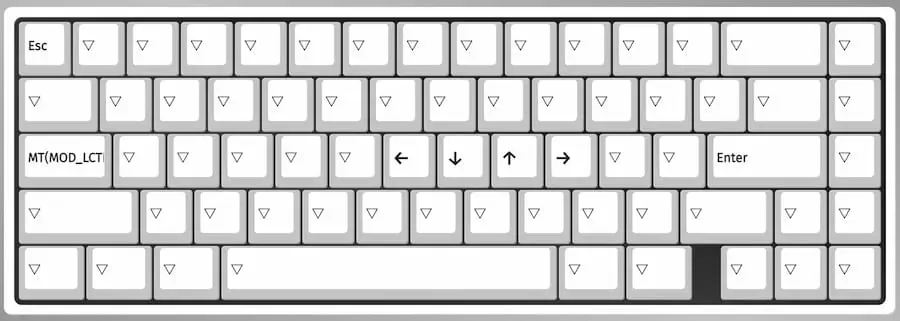 Esc ▽ ▽ ▽ ▽ ▽ ▽ ▽ ▽ ▽ ▽ ▽ ▽ ▽ ▽
▽ ▽ ▽ ▽ ▽ ▽ ▽ ▽ ▽ ▽ ▽ ▽ ▽ ▽ ▽
MT(MOD_LCT ▽ ▽ ▽ ▽ ▽ ← ↓ ↑ → ▽ ▽ Enter ▽
▽ ▽ ▽ ▽ ▽ ▽ ▽ ▽ ▽ ▽ ▽ ▽ ▽ ▽
▽ ▽ ▽ ▽ ▽ ▽ ▽ ▽ ▽